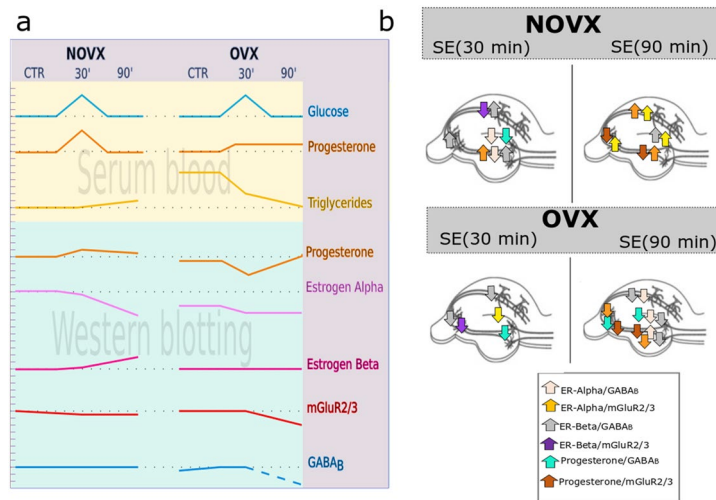 a
NOVX
OVX
CTR 30' 90'
CTR 30' 90'
Glucose
Progesterone
Serum blood
Triglycerides
Progesterone
Estrogen Alpha
Western blotting
Estrogen Beta
mGluR2/3
GABAB
b
NOVX
SE(30 min)
SE(90 min)
OVX
SE(30 min)
SE(90 min)
ER-Alpha/GABAB
ER-Alpha/mGluR2/3
ER-Beta/GABAB
ER-Beta/mGluR2/3
Progesterone/GABAB
Progesterone/mGluR2/3